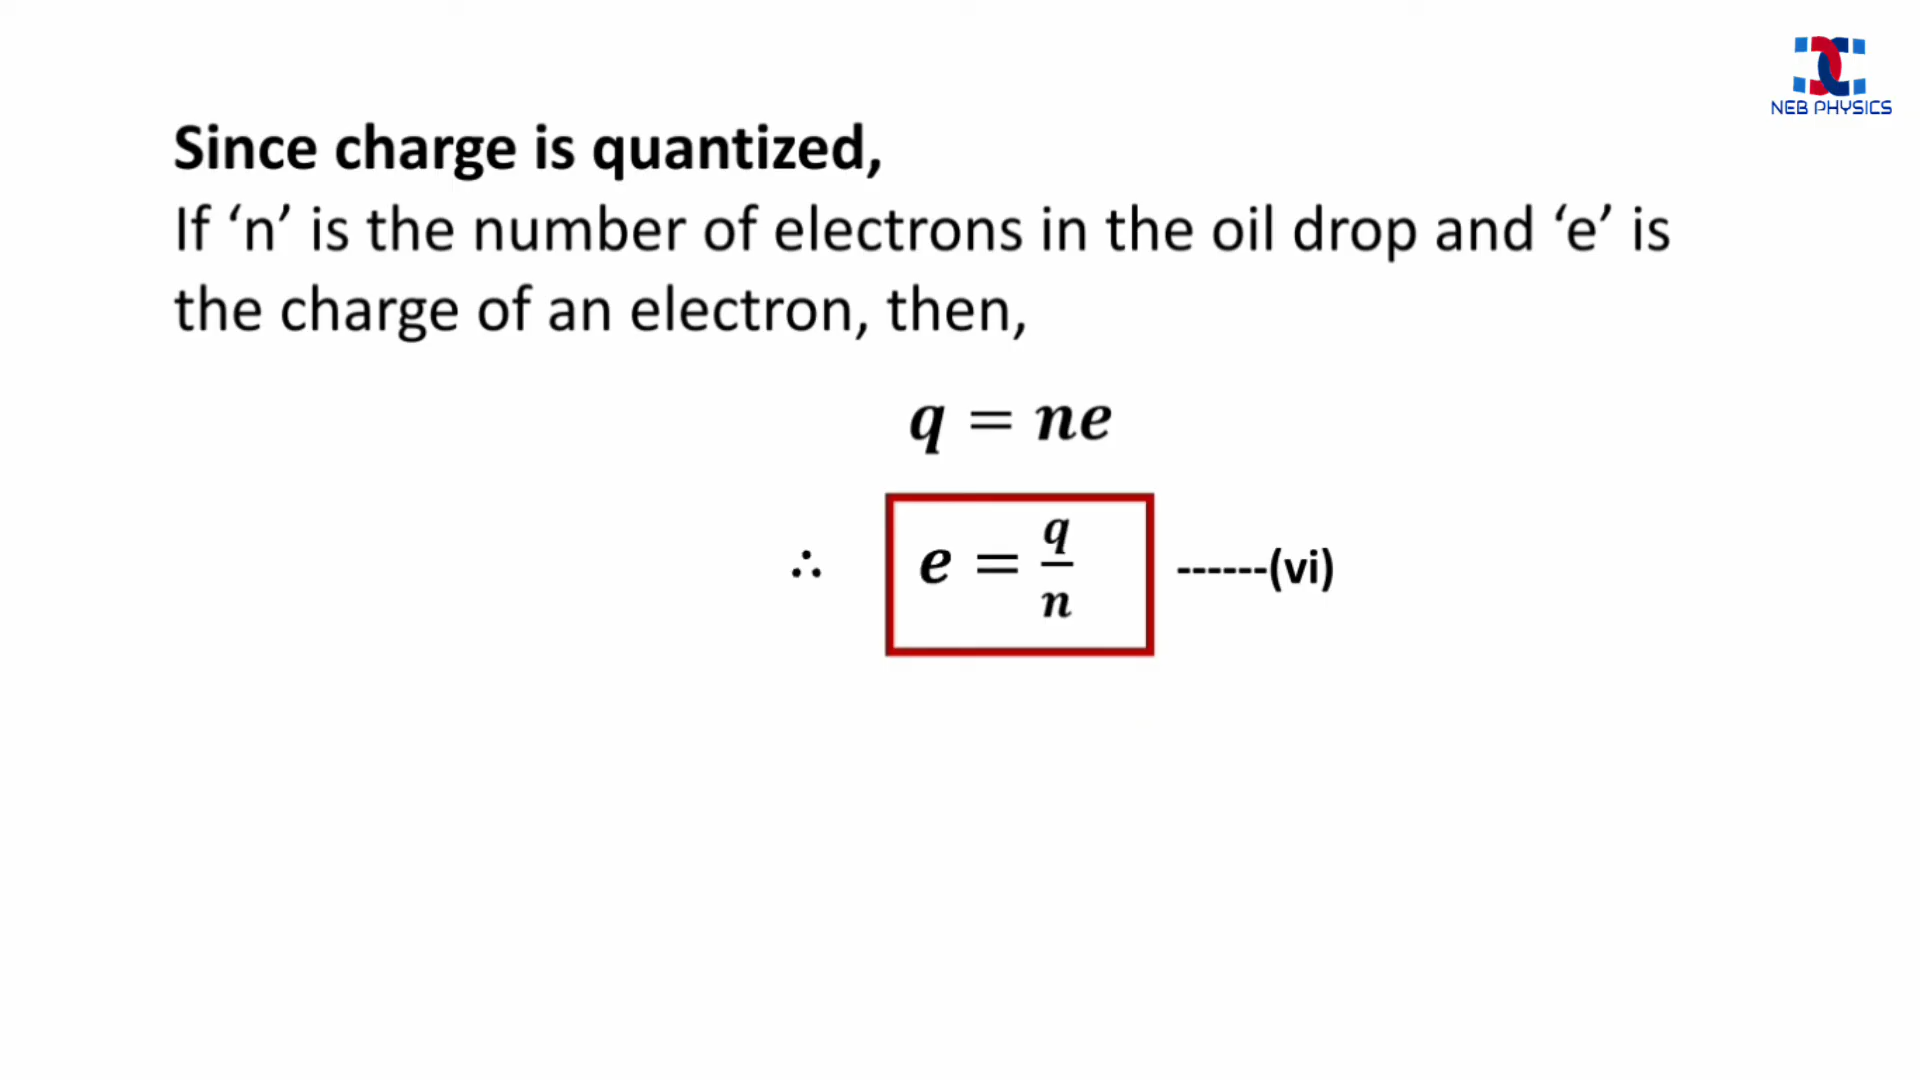 NEB PHYSICS
Since charge is quantized,
If ‘n’ is the number of electrons in the oil drop and ‘e’ is
the charge of an electron, then,
q = ne
∴ e = q/n ------(vi)